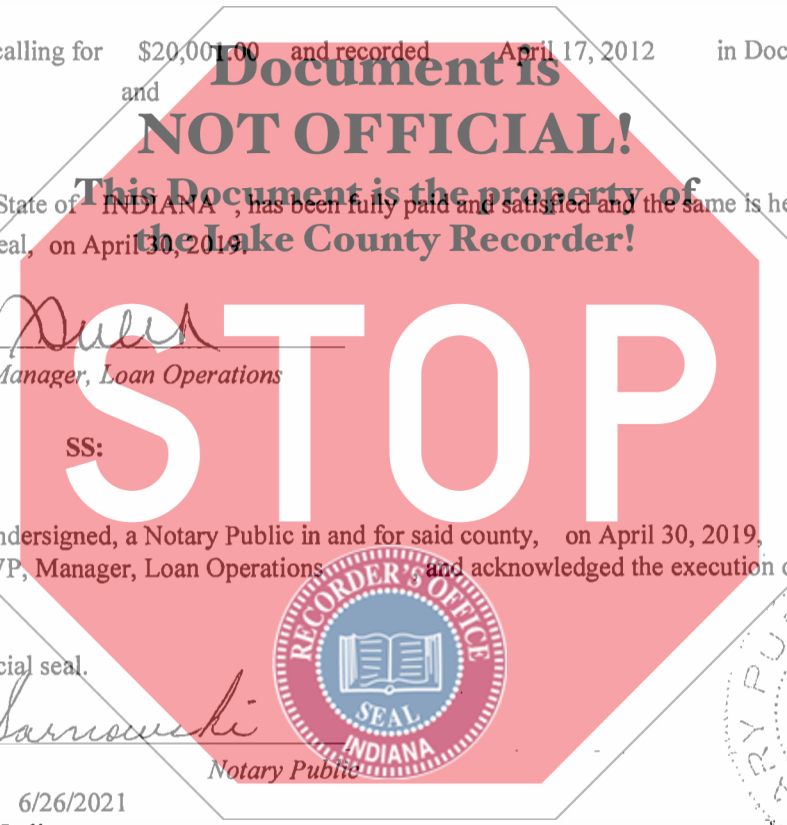 calling for $20,001.00 and recorded April 17, 2012 in Doc
Document is
and
NOT OFFICIAL!
This Document is the property of
State of INDIANA , has been fully paid and satisfied and the same is he
the Lake County Recorder!
eal, on April 30, 2019.
Manager, Loan Operations
STOP
SS:
ndersigned, a Notary Public in and for said county, on April 30, 2019,
VP, Manager, Loan Operations , and acknowledged the execution
RECORDER'S OFFICE
SEAL
INDIANA
cial seal.
Sarnowski
Notary Public
6/26/2021
RY PU